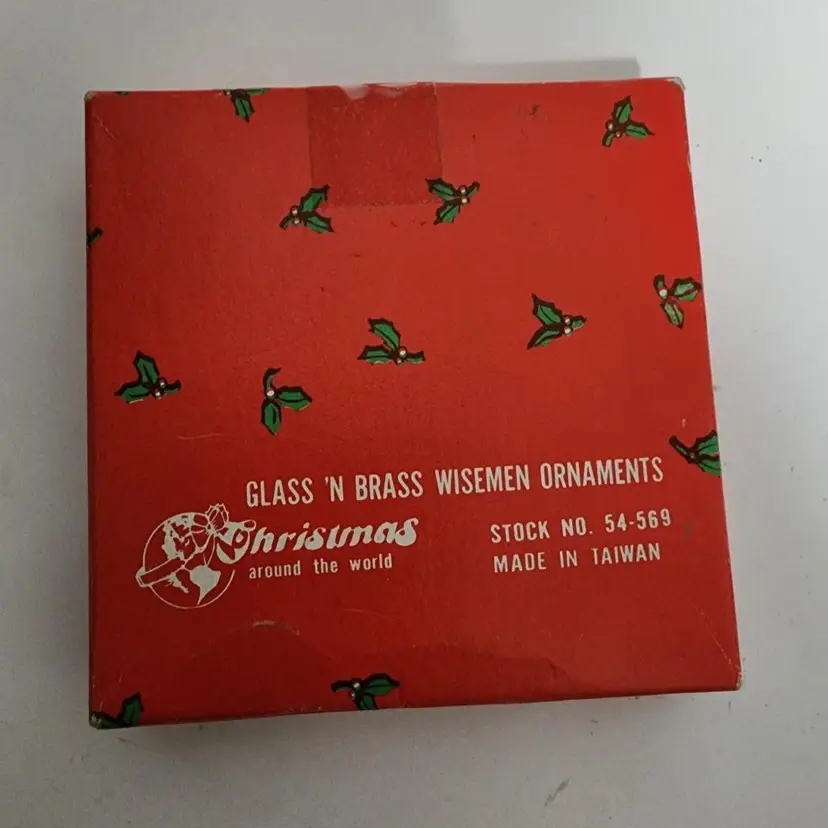 GLASS 'N BRASS WISEMEN ORNAMENTS
Christmas
around the world
STOCK NO. 54-569
MADE IN TAIWAN